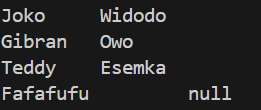 Joko	Widodo
Gibran	Owo
Teddy	Esemka
Fafafufu	null